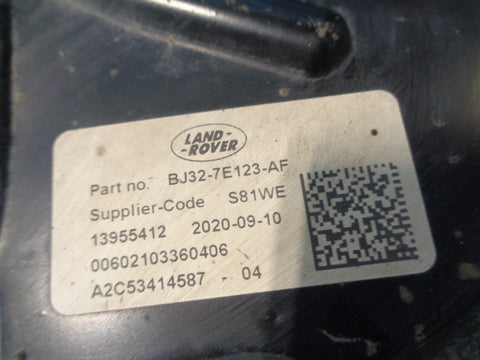 LAND-
-ROVER
Part no. BJ32-7E123-AF
Supplier-Code S81WE
13955412 2020-09-10
00602103360406
A2C53414587 - 04